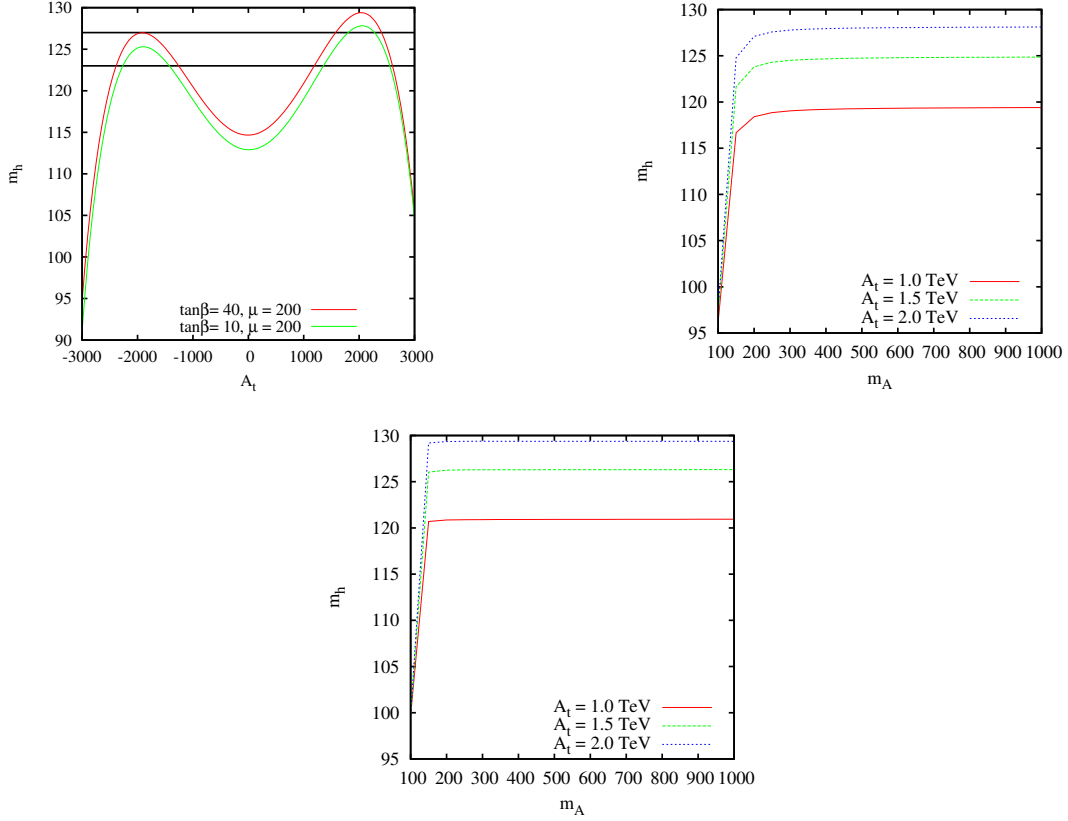 130
125
120
115
110
105
100
95
90
m_h
-3000 -2000 -1000 0 1000 2000 3000
A_t
tanβ= 40, μ = 200
tanβ= 10, μ = 200
130
125
120
115
110
105
100
95
m_h
100 200 300 400 500 600 700 800 900 1000
m_A
A_t = 1.0 TeV
A_t = 1.5 TeV
A_t = 2.0 TeV
130
125
120
115
110
105
100
95
m_h
100 200 300 400 500 600 700 800 900 1000
m_A
A_t = 1.0 TeV
A_t = 1.5 TeV
A_t = 2.0 TeV